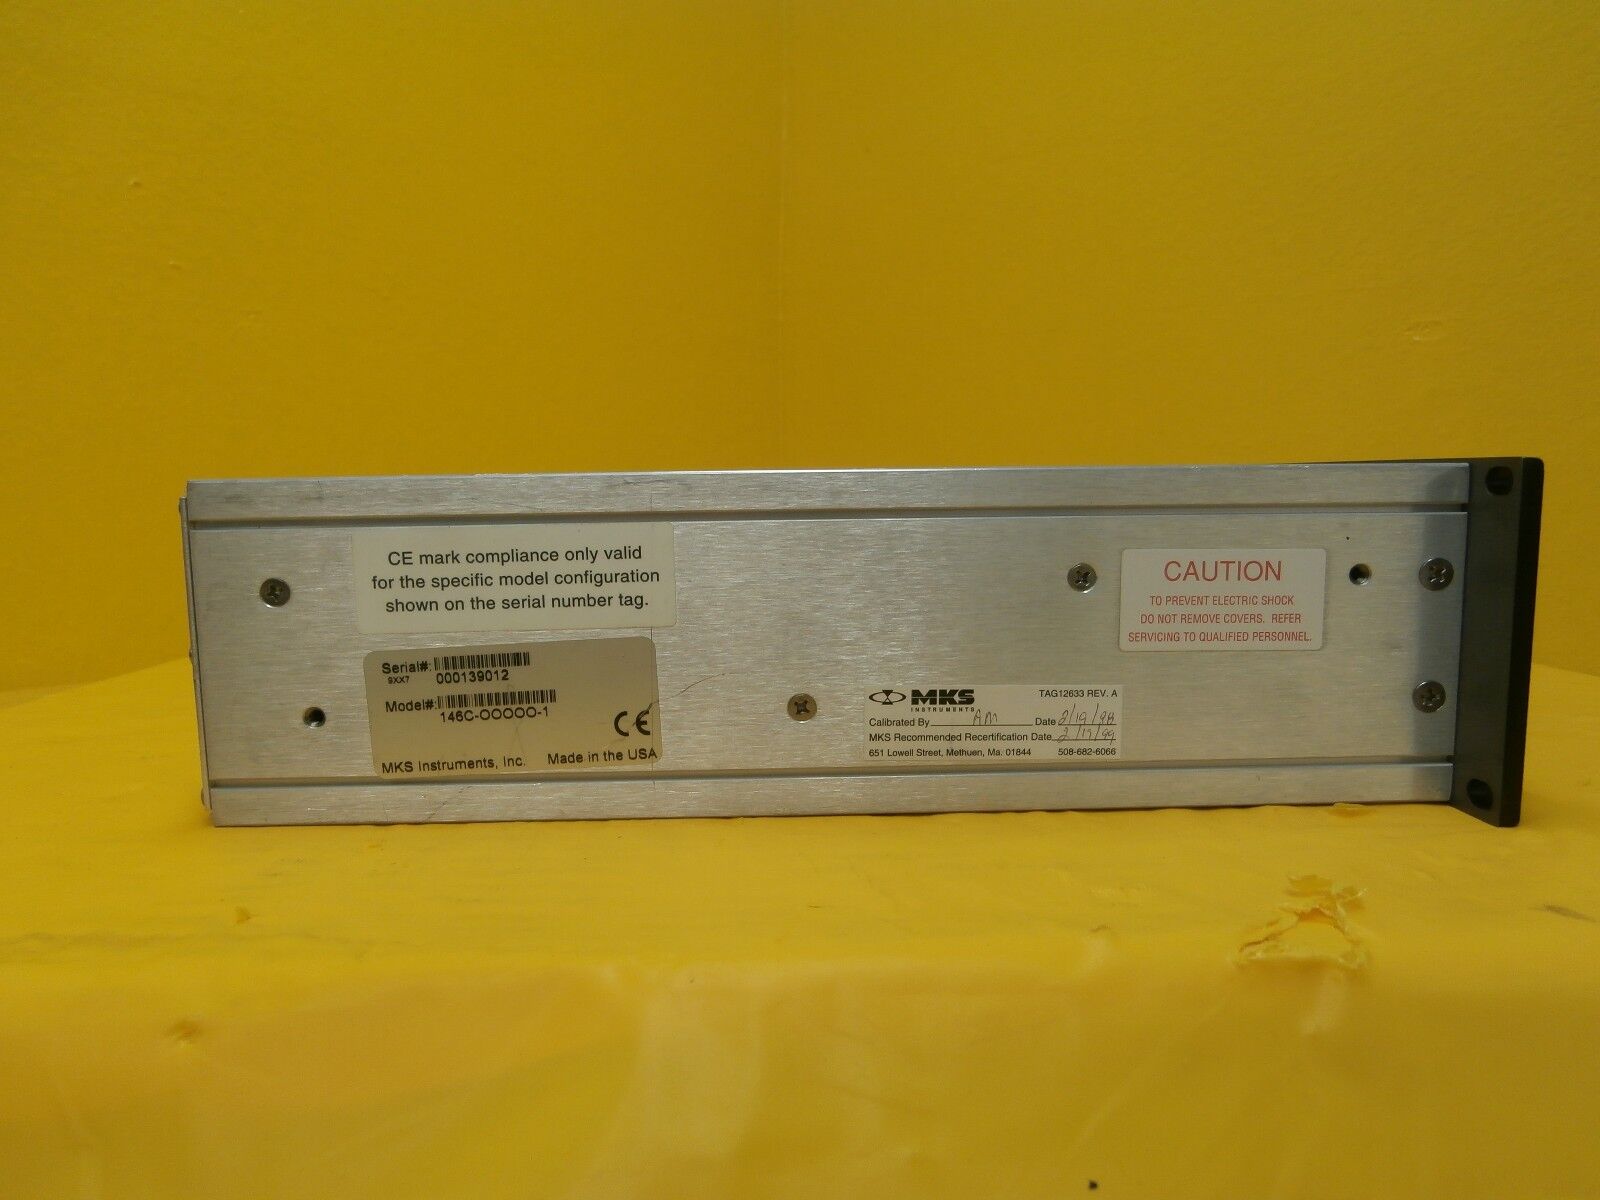 CE mark compliance only valid
for the specific model configuration
shown on the serial number tag.
Serial#:
9XX7 000139012
Model#:
146C-OOOOO-1
CE
MKS Instruments, Inc. Made in the USA
MKS
INSTRUMENTS
TAG12633 REV. A
Calibrated By AM Date 2/19/98
MKS Recommended Recertification Date 2/19/99
651 Lowell Street, Methuen, Ma. 01844 508-682-6066
CAUTION
TO PREVENT ELECTRIC SHOCK
DO NOT REMOVE COVERS. REFER
SERVICING TO QUALIFIED PERSONNEL.